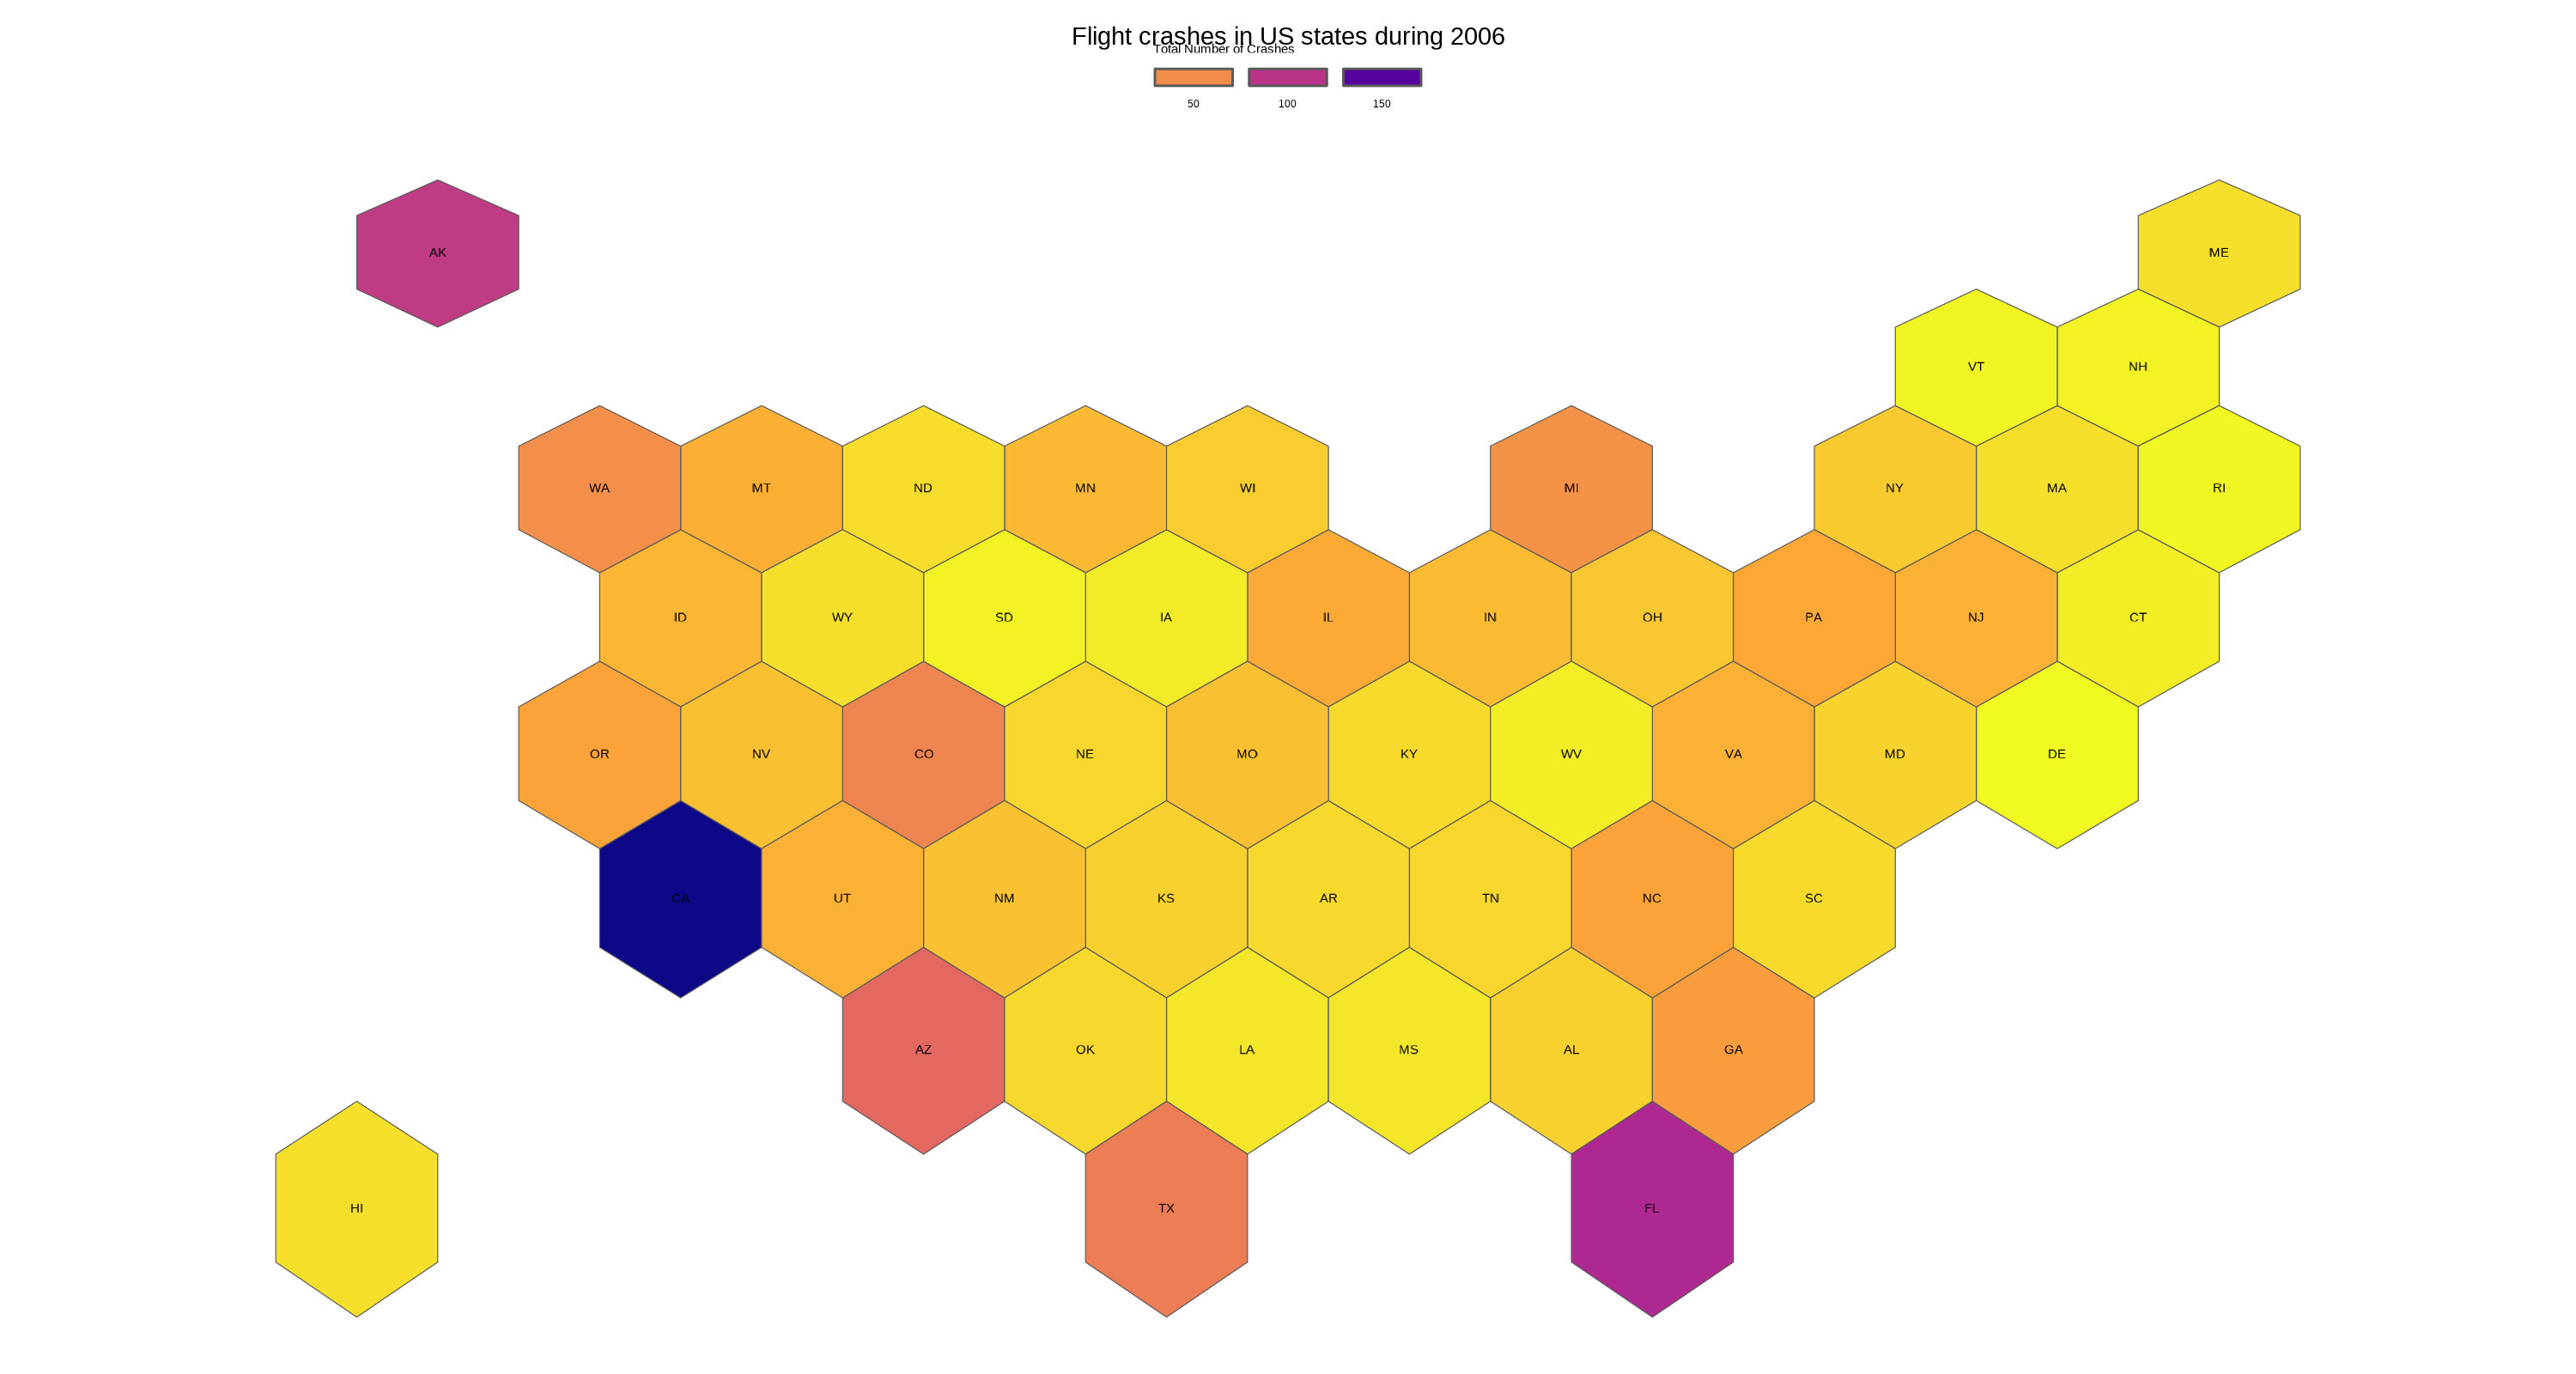 Flight crashes in US states during 2006
Total Number of Crashes
50 100 150
AK ME
VT NH
WA MT ND MN WI MI NY MA RI
ID WY SD IA IL IN OH PA NJ CT
OR NV CO NE MO KY WV VA MD DE
CA UT NM KS AR TN NC SC
AZ OK LA MS AL GA
HI TX FL